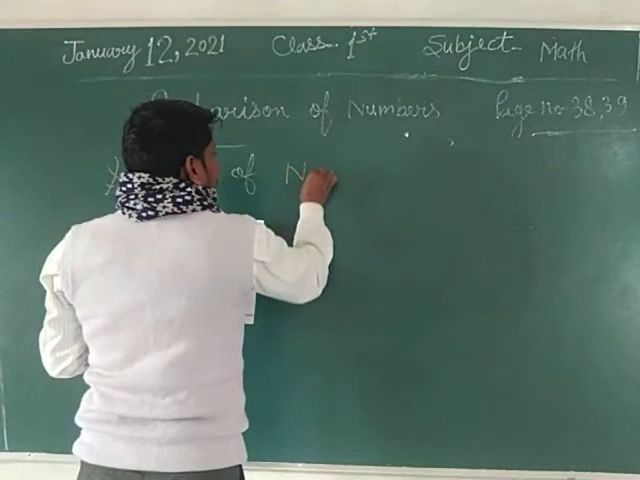 January 12, 2021 Class- 1st Subject- Math
Comparison of Numbers Page no 38,39
of N